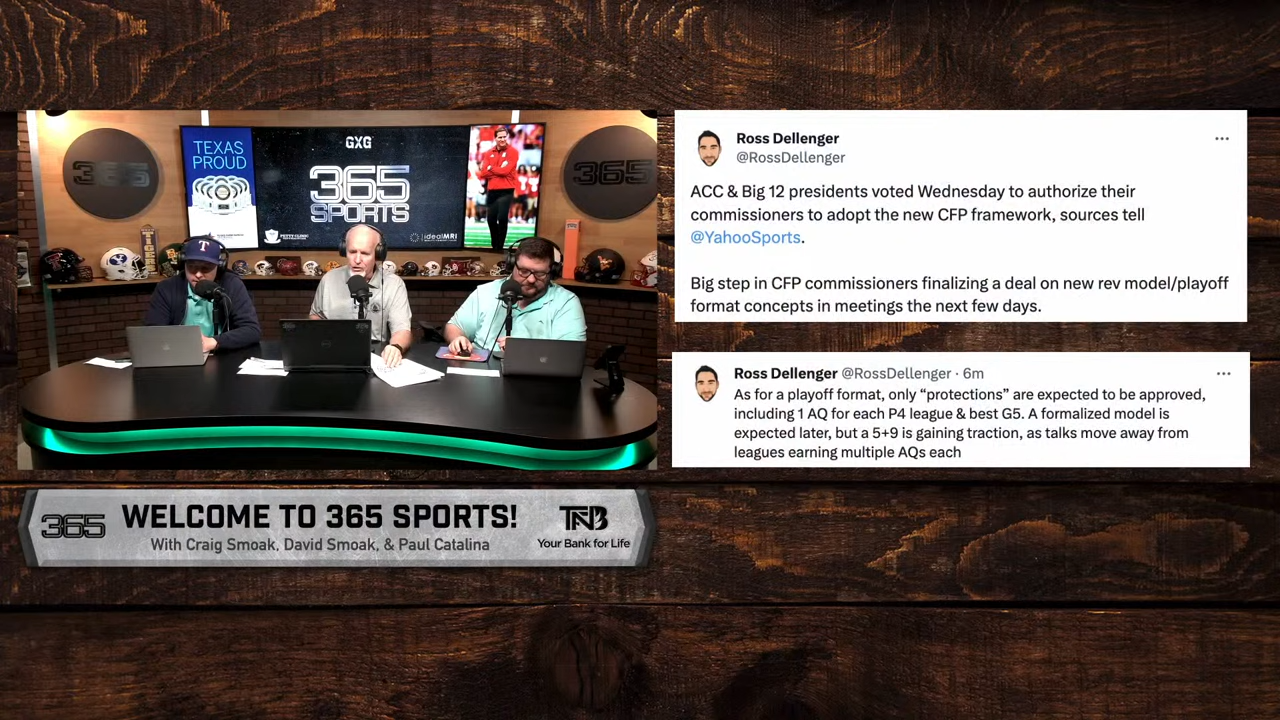 365
TEXAS
PROUD
GXG
365
SPORTS
idealMRI
365
TIGERS
T
365
WELCOME TO 365 SPORTS!
With Craig Smoak, David Smoak, & Paul Catalina
TFNB
Your Bank for Life
Ross Dellenger
@RossDellenger
ACC & Big 12 presidents voted Wednesday to authorize their
commissioners to adopt the new CFP framework, sources tell
@YahooSports.
Big step in CFP commissioners finalizing a deal on new rev model/playoff
format concepts in meetings the next few days.
Ross Dellenger @RossDellenger · 6m
As for a playoff format, only “protections” are expected to be approved,
including 1 AQ for each P4 league & best G5. A formalized model is
expected later, but a 5+9 is gaining traction, as talks move away from
leagues earning multiple AQs each